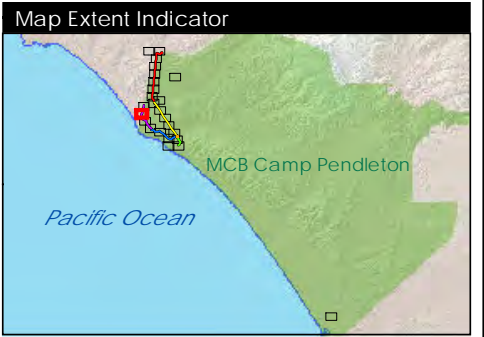 Map Extent Indicator
MCB Camp Pendleton
Pacific Ocean